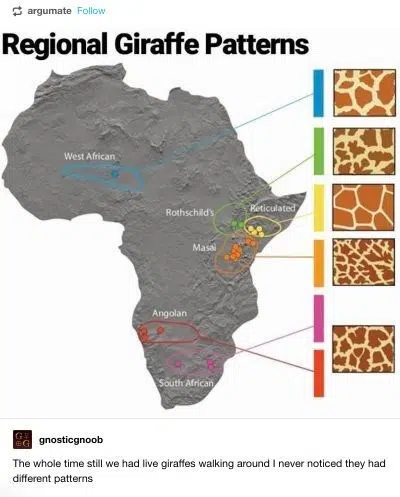 argumate Follow
Regional Giraffe Patterns
West African
Rothschild's
Reticulated
Masai
Angolan
South African
gnosticgnoob
The whole time still we had live giraffes walking around I never noticed they had
different patterns